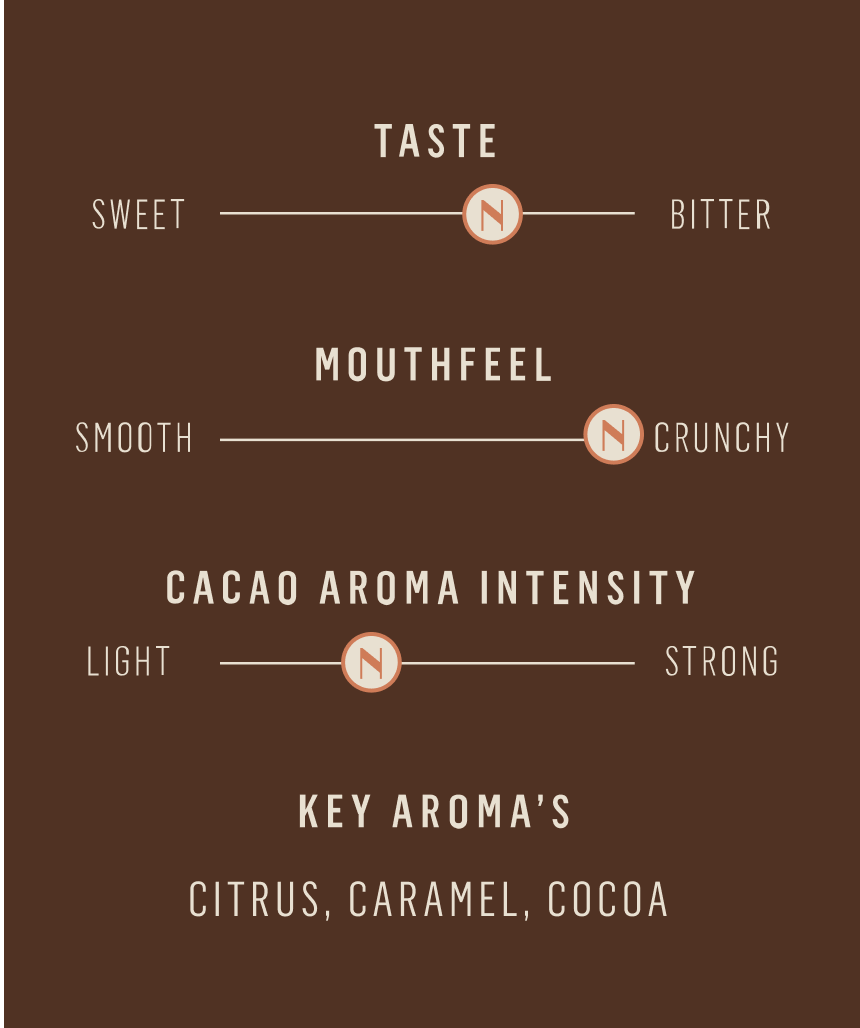 TASTE
SWEET N BITTER
MOUTHFEEL
SMOOTH N CRUNCHY
CACAO AROMA INTENSITY
LIGHT N STRONG
KEY AROMA’S
CITRUS, CARAMEL, COCOA